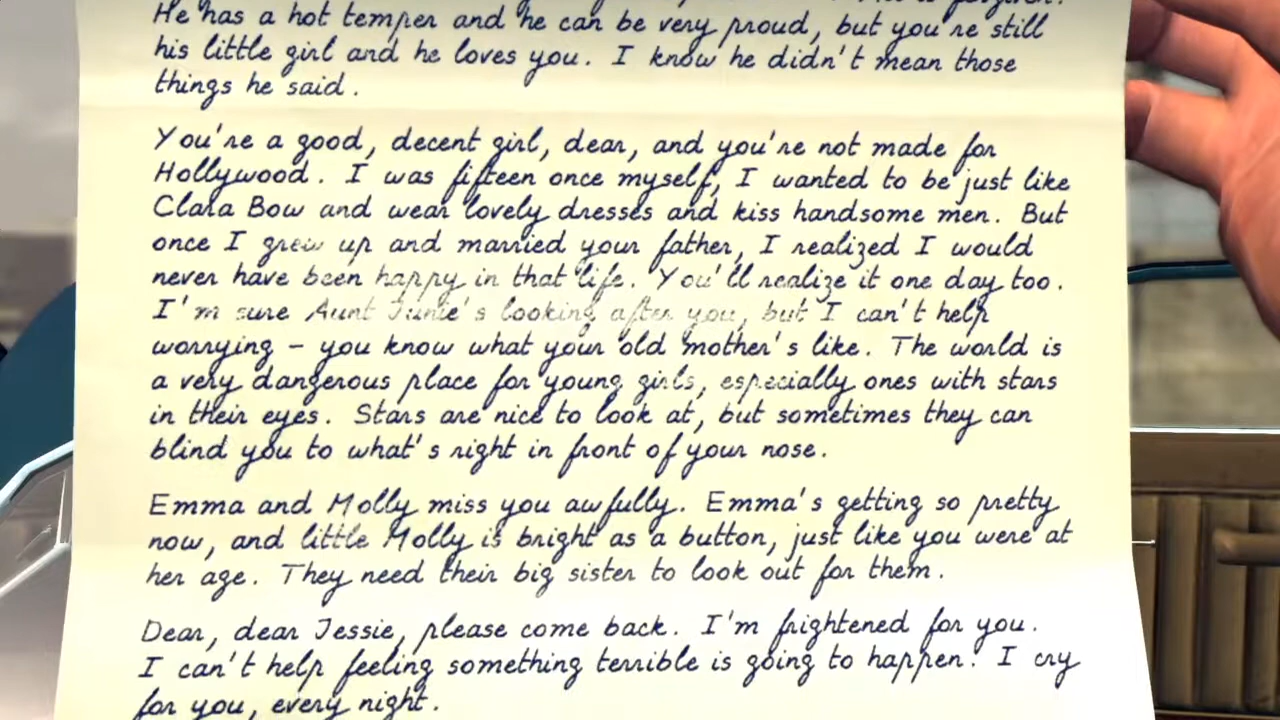 He has a hot temper and he can be very proud, but you're still
his little girl and he loves you. I know he didn't mean those
things he said.
You're a good, decent girl, dear, and you're not made for
Hollywood. I was fifteen once myself, I wanted to be just like
Clara Bow and wear lovely dresses and kiss handsome men. But
once I grew up and married your father, I realized I would
never have been happy in that life. You'll realize it one day too.
I'm sure Aunt Junie's looking after you, but I can't help
worrying - you know what your old mother's like. The world is
a very dangerous place for young girls, especially ones with stars
in their eyes. Stars are nice to look at, but sometimes they can
blind you to what's right in front of your nose.
Emma and Molly miss you awfully. Emma's getting so pretty
now, and little Molly is bright as a button, just like you were at
her age. They need their big sister to look out for them.
Dear, dear Jessie, please come back. I'm frightened for you.
I can't help feeling something terrible is going to happen. I cry
for you, every night.